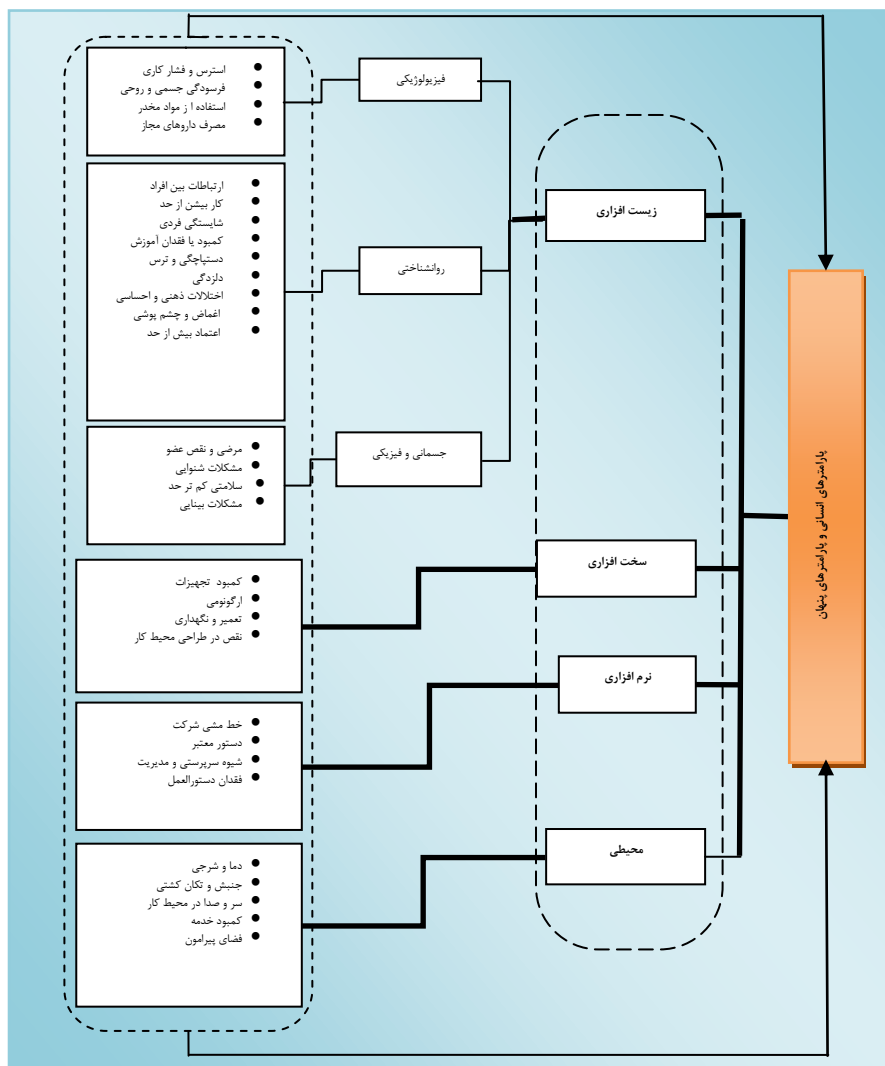 پارامترهای انسانی و پارامترهای پنهان
زیست افزاری
فیزیولوژیکی
استرس و فشار کاری
فرسودگی جسمی و روحی
استفاده ا ز مواد مخدر
مصرف داروهای مجاز
روانشناختی
ارتباطات بین افراد
کار بیشن از حد
شایستگی فردی
کمبود یا فقدان آموزش
دستپاچگی و ترس
دلزدگی
اختلالات ذهنی و احساسی
اغماض و چشم پوشی
اعتماد بیش از حد
جسمانی و فیزیکی
مرضی و نقص عضو
مشکلات شنوایی
سلامتی کم تر حد
مشکلات بینایی
سخت افزاری
کمبود تجهیزات
ارگونومی
تعمیر و نگهداری
نقص در طراحی محیط کار
نرم افزاری
خط مشی شرکت
دستور معتبر
شیوه سرپرستی و مدیریت
فقدان دستورالعمل
محیطی
دما و شرجی
جنبش و تکان کشتی
سر و صدا در محیط کار
کمبود خدمه
فضای پیرامون